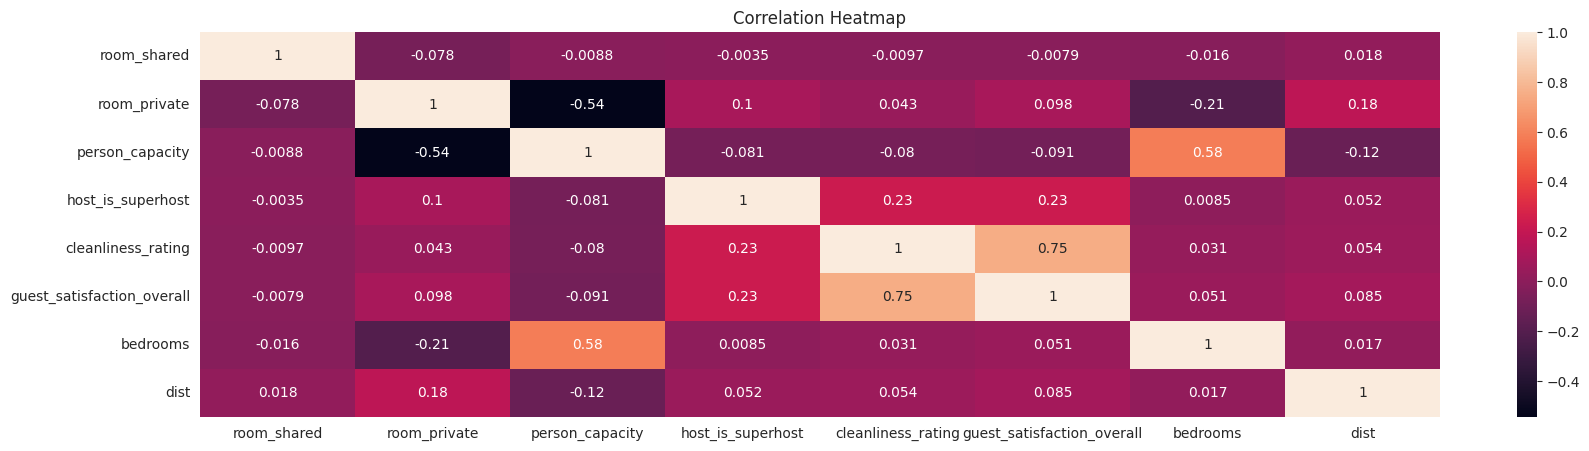 Correlation Heatmap
room_shared 1 -0.078 -0.0088 -0.0035 -0.0097 -0.0079 -0.016 0.018
room_private -0.078 1 -0.54 0.1 0.043 0.098 -0.21 0.18
person_capacity -0.0088 -0.54 1 -0.081 -0.08 -0.091 0.58 -0.12
host_is_superhost -0.0035 0.1 -0.081 1 0.23 0.23 0.0085 0.052
cleanliness_rating -0.0097 0.043 -0.08 0.23 1 0.75 0.031 0.054
guest_satisfaction_overall -0.0079 0.098 -0.091 0.23 0.75 1 0.051 0.085
bedrooms -0.016 -0.21 0.58 0.0085 0.031 0.051 1 0.017
dist 0.018 0.18 -0.12 0.052 0.054 0.085 0.017 1
room_shared room_private person_capacity host_is_superhost cleanliness_rating guest_satisfaction_overall bedrooms dist
1.0
0.8
0.6
0.4
0.2
0.0
−0.2
−0.4